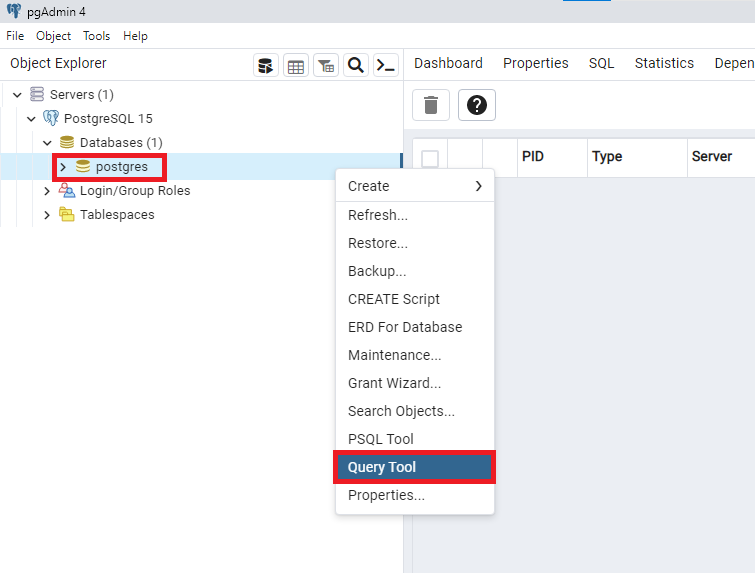 pgAdmin 4
File Object Tools Help
Object Explorer
Dashboard Properties SQL Statistics Depen
Servers (1)
PostgreSQL 15
Databases (1)
postgres
Login/Group Roles
Tablespaces
PID Type Server
Create
Refresh...
Restore...
Backup...
CREATE Script
ERD For Database
Maintenance...
Grant Wizard...
Search Objects...
PSQL Tool
Query Tool
Properties...